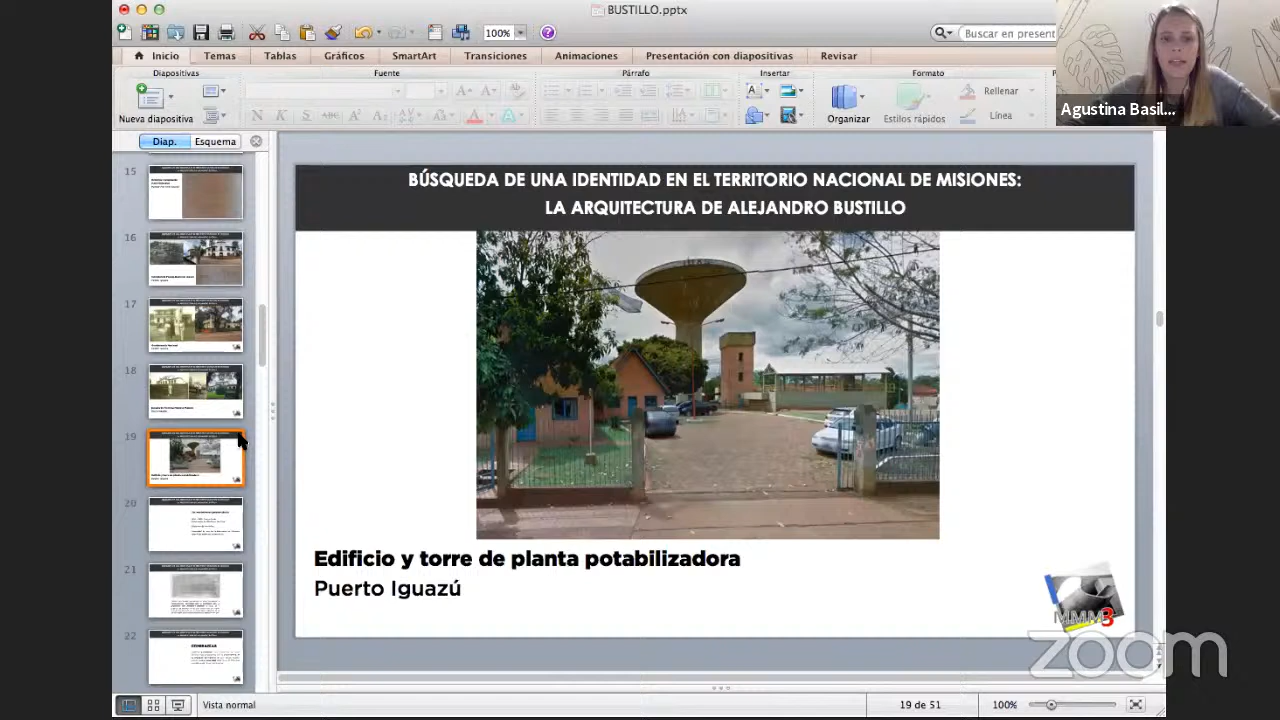 BUSTILLO.pptx
100%
Buscar en present
Inicio
Temas
Tablas
Gráficos
SmartArt
Transiciones
Animaciones
Presentación con diapositivas
Revisar
Diapositivas
Fuente
Párrafo
Insertar
Formato
Nueva diapositiva
Organizar
Estilos rápidos
Rellenar
Línea
Agustina Basil...
Diap.
Esquema
15
16
17
18
19
20
21
22
BÚSQUEDA DE UNA IDENTIDAD EN EL TERRITORIO NACIONAL DE MISIONES:
LA ARQUITECTURA DE ALEJANDRO BUSTILLO
Edificio y torre de planta potabilizadora
Puerto Iguazú
MMM3
zoom
Vista normal
19 de 51
100%